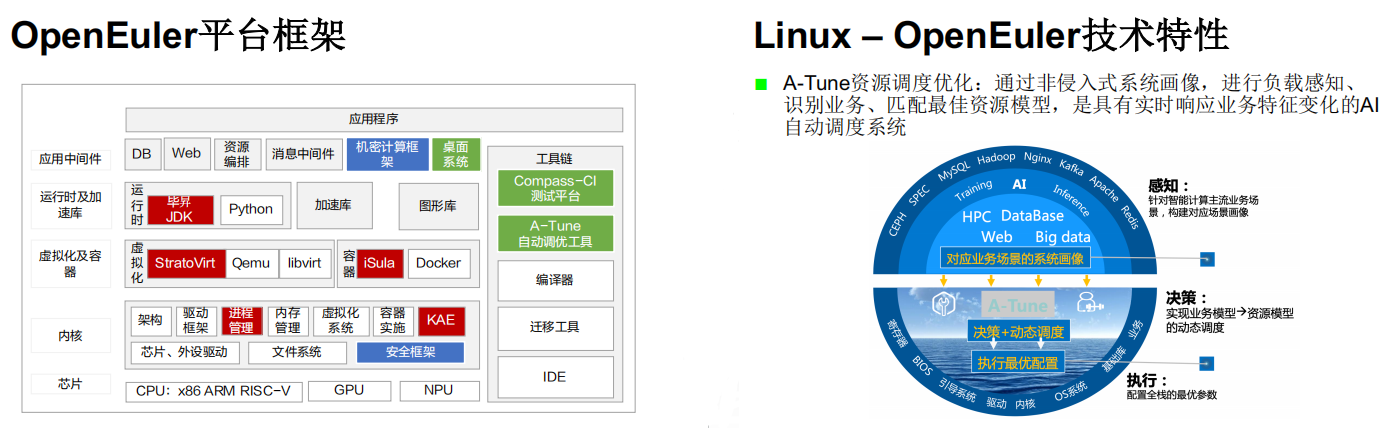 OpenEuler平台框架
应用程序
应用中间件
DB
Web
资源
编排
消息中间件
机密计算框
架
桌面
系统
运行时及加
速库
运
行
时
毕昇
JDK
Python
加速库
图形库
虚拟化及容
器
虚
拟
化
StratoVirt
Qemu
libvirt
容
器
iSula
Docker
内核
架构
驱动
框架
进程
管理
内存
管理
虚拟化
系统
容器
实施
KAE
芯片、外设驱动
文件系统
安全框架
芯片
CPU：x86 ARM RISC-V
GPU
NPU
工具链
Compass-CI
测试平台
A-Tune
自动调优工具
编译器
迁移工具
IDE
Linux – OpenEuler技术特性
A-Tune资源调度优化：通过非侵入式系统画像，进行负载感知、
识别业务、匹配最佳资源模型，是具有实时响应业务特征变化的AI
自动调度系统
CEPH SPEC MySQL Hadoop Nginx Kafka Apache Redis
Training AI Inference
HPC DataBase
Web Big data
对应业务场景的系统画像
A-Tune
决策+动态调度
执行最优配置
寄存器 BIOS 引导系统 驱动 内核 OS系统 基础库 业务
感知：
针对智能计算主流业务场
景，构建对应场景画像
决策：
实现业务模型→资源模型
的动态调度
执行：
配置全栈的最优参数